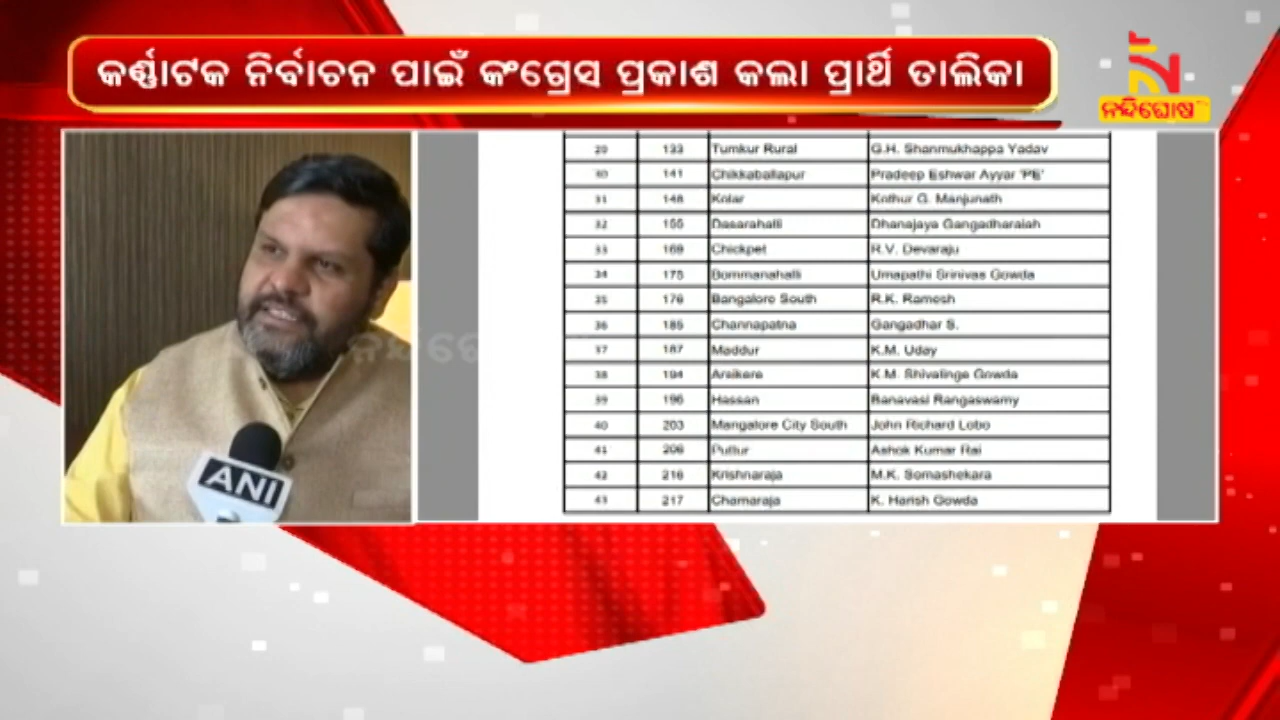 କର୍ଣ୍ଣାଟକ ନିର୍ବାଚନ ପାଇଁ କଂଗ୍ରେସ ପ୍ରକାଶ କଲା ପ୍ରାର୍ଥି ତାଲିକା
ନନ୍ଦିଘୋଷ
ANI
29 133 Tumkur Rural G.H. Shanmukhappa Yadav
30 141 Chikkaballapur Pradeep Eshwar Ayyar 'PE'
31 148 Kolar Kothur G. Manjunath
32 155 Dasarahalli Dhanajaya Gangadharaiah
33 169 Chickpet R.V. Devaraju
34 175 Bommanahalli Umapathi Srinivas Gowda
35 176 Bangalore South R.K. Ramesh
36 185 Channapatna Gangadhar S.
37 187 Maddur K.M. Uday
38 194 Arsikere K.M. Shivalinge Gowda
39 196 Hassan Banavasi Rangaswamy
40 203 Mangalore City South John Richard Lobo
41 206 Puttur Ashok Kumar Rai
42 216 Krishnaraja M.K. Somashekara
43 217 Chamaraja K. Harish Gowda